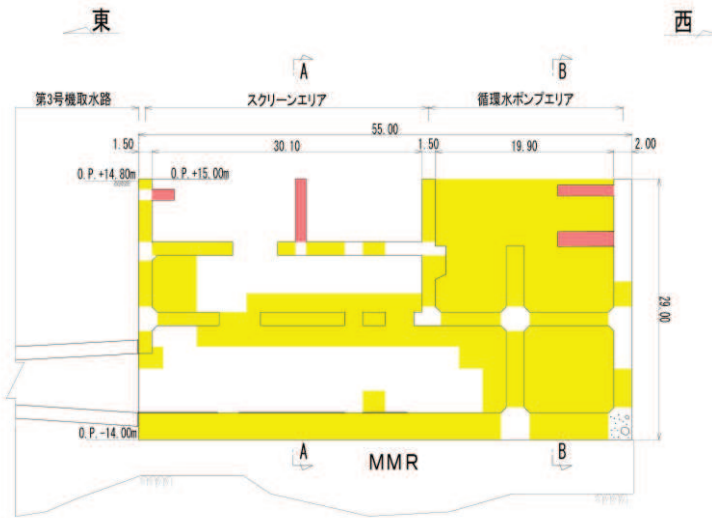 東
西
A
B
第3号機取水路
スクリーンエリア
循環水ポンプエリア
55.00
1.50
30.10
1.50
19.90
2.00
O.P.+14.80m
O.P.+15.00m
29.00
O.P.-14.00m
A
B
MMR